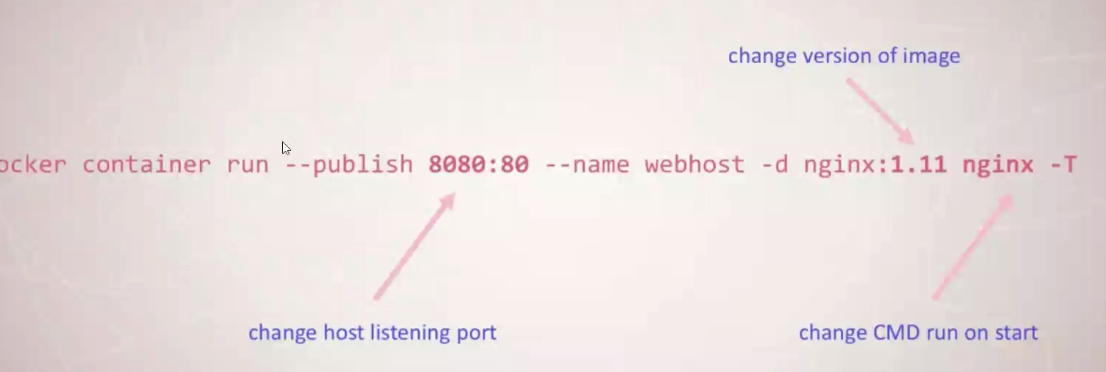 change version of image
ocker container run --publish 8080:80 --name webhost -d nginx:1.11 nginx -T
change host listening port
change CMD run on start